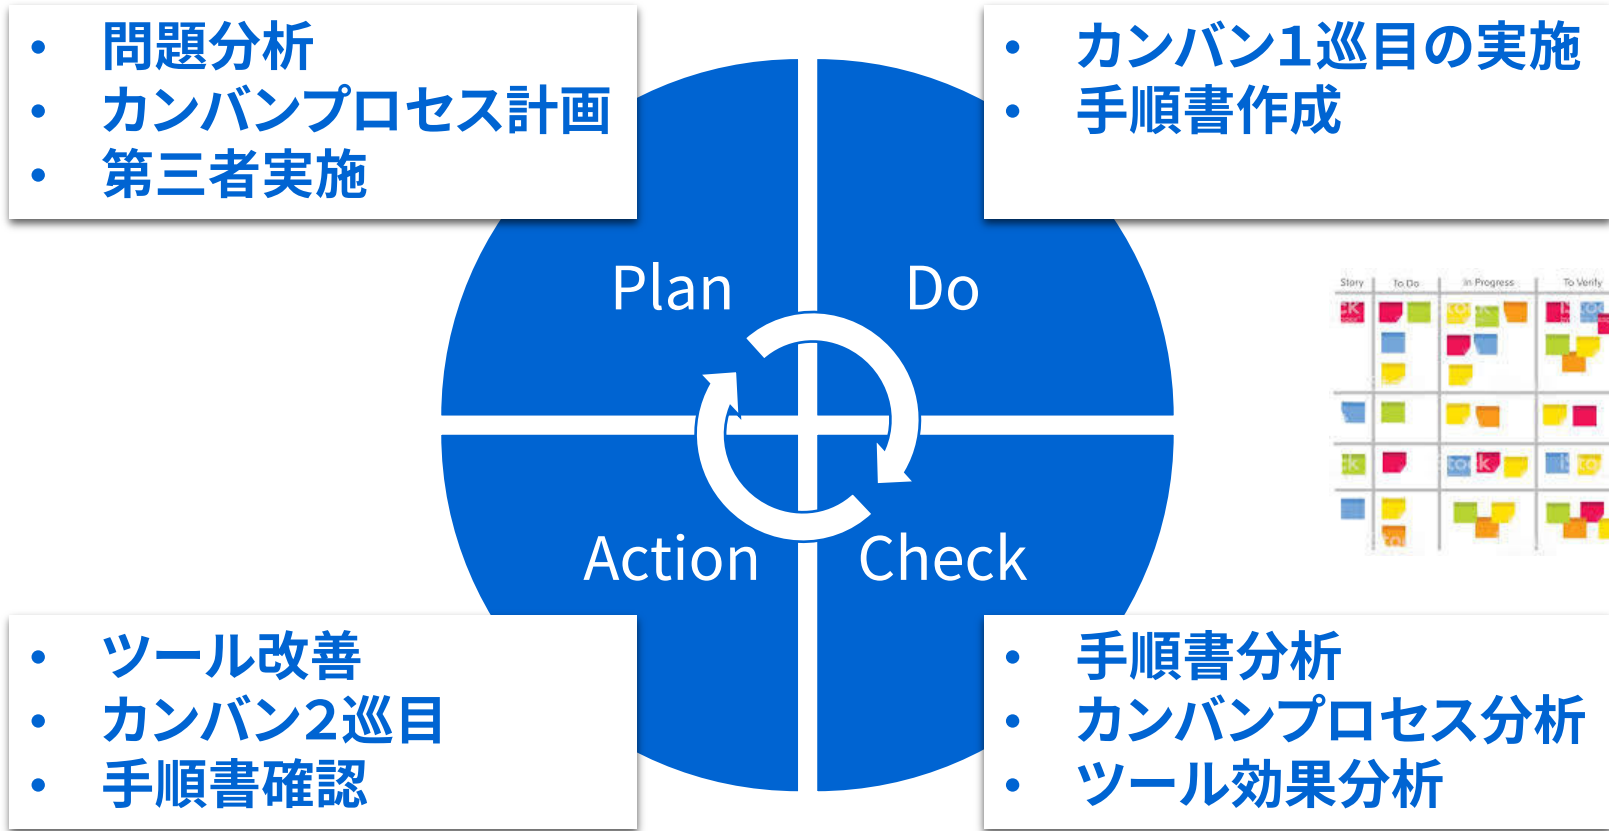 • 問題分析
• カンバンプロセス計画
• 第三者実施
• カンバン1巡目の実施
• 手順書作成
Plan
Do
Story
To Do
In Progress
To Verify
Action
Check
• ツール改善
• カンバン2巡目
• 手順書確認
• 手順書分析
• カンバンプロセス分析
• ツール効果分析